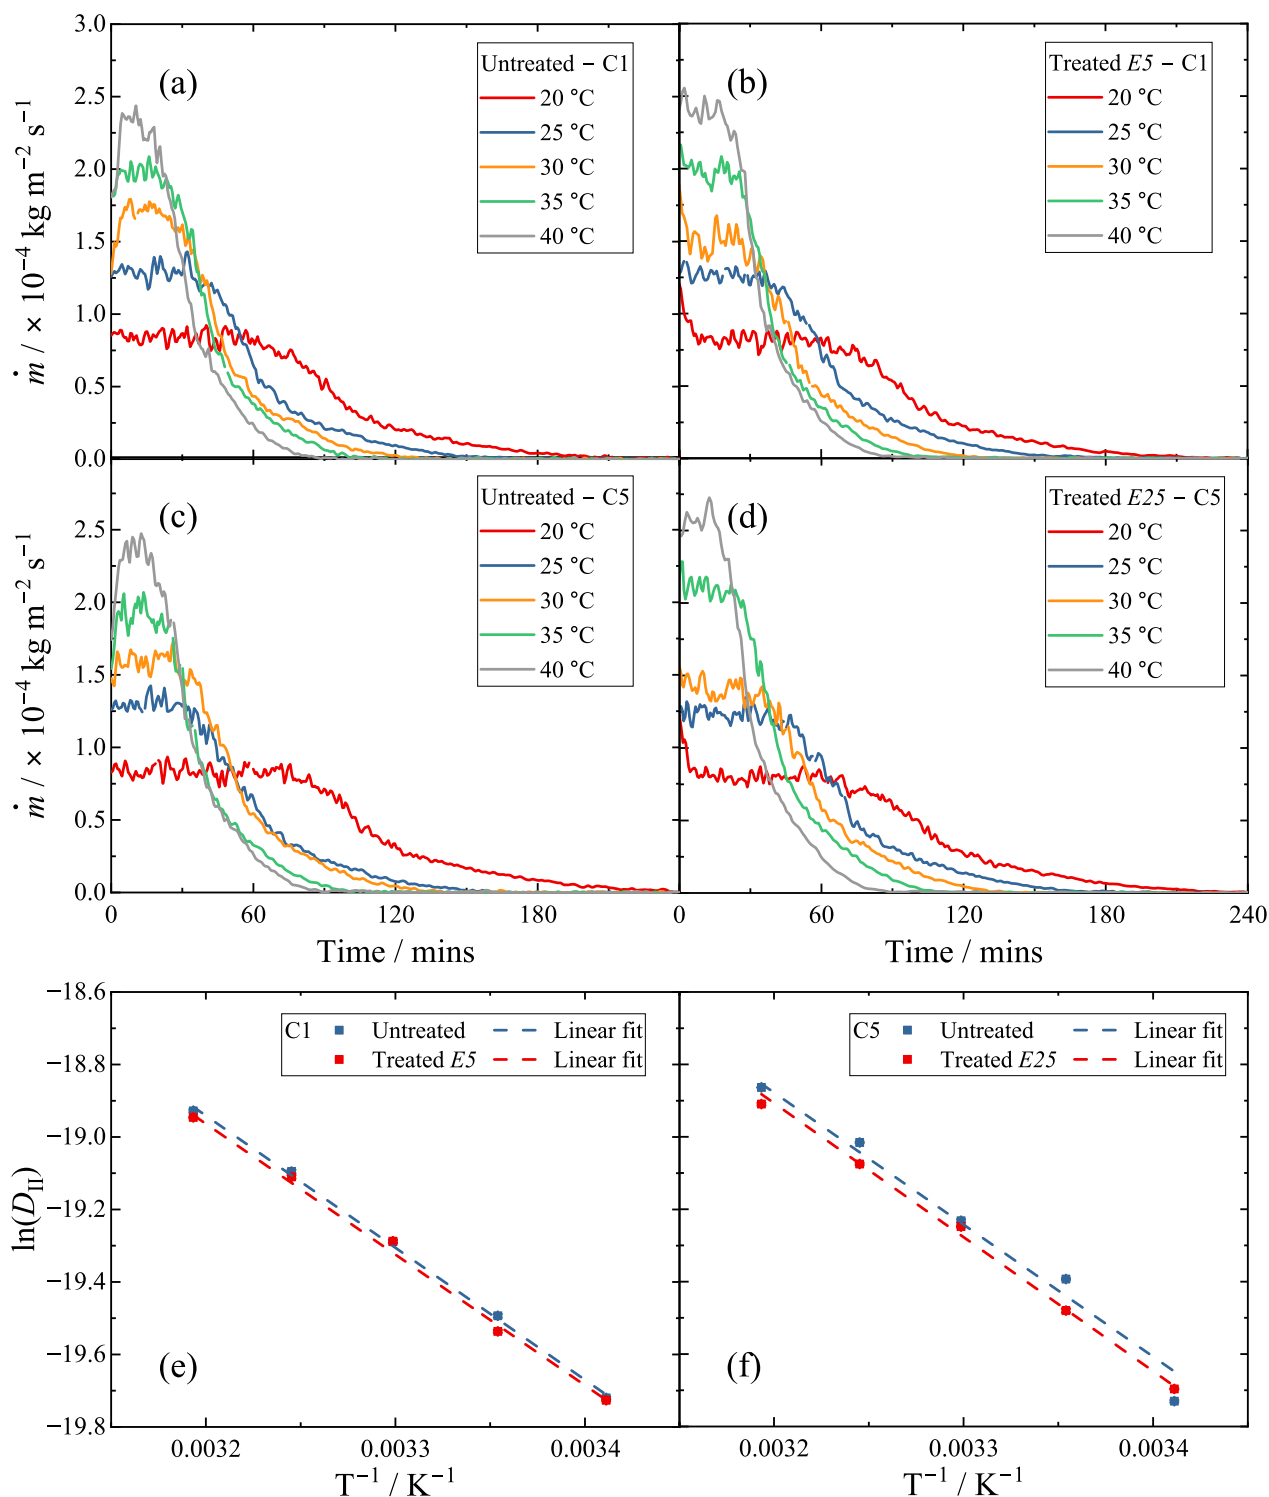 3.0
2.5
2.0
1.5
1.0
0.5
0.0
ṁ / × 10⁻⁴ kg m⁻² s⁻¹
(a)
Untreated − C1
20 °C
25 °C
30 °C
35 °C
40 °C
(b)
Treated E5 − C1
20 °C
25 °C
30 °C
35 °C
40 °C
2.5
2.0
1.5
1.0
0.5
0.0
ṁ / × 10⁻⁴ kg m⁻² s⁻¹
(c)
Untreated − C5
20 °C
25 °C
30 °C
35 °C
40 °C
0 60 120 180
Time / mins
(d)
Treated E25 − C5
20 °C
25 °C
30 °C
35 °C
40 °C
0 60 120 180 240
Time / mins
−18.6
−18.8
−19.0
−19.2
−19.4
−19.6
−19.8
ln(D_II)
C1 Untreated Linear fit
Treated E5 Linear fit
(e)
0.0032 0.0033 0.0034
T⁻¹ / K⁻¹
C5 Untreated Linear fit
Treated E25 Linear fit
(f)
0.0032 0.0033 0.0034
T⁻¹ / K⁻¹